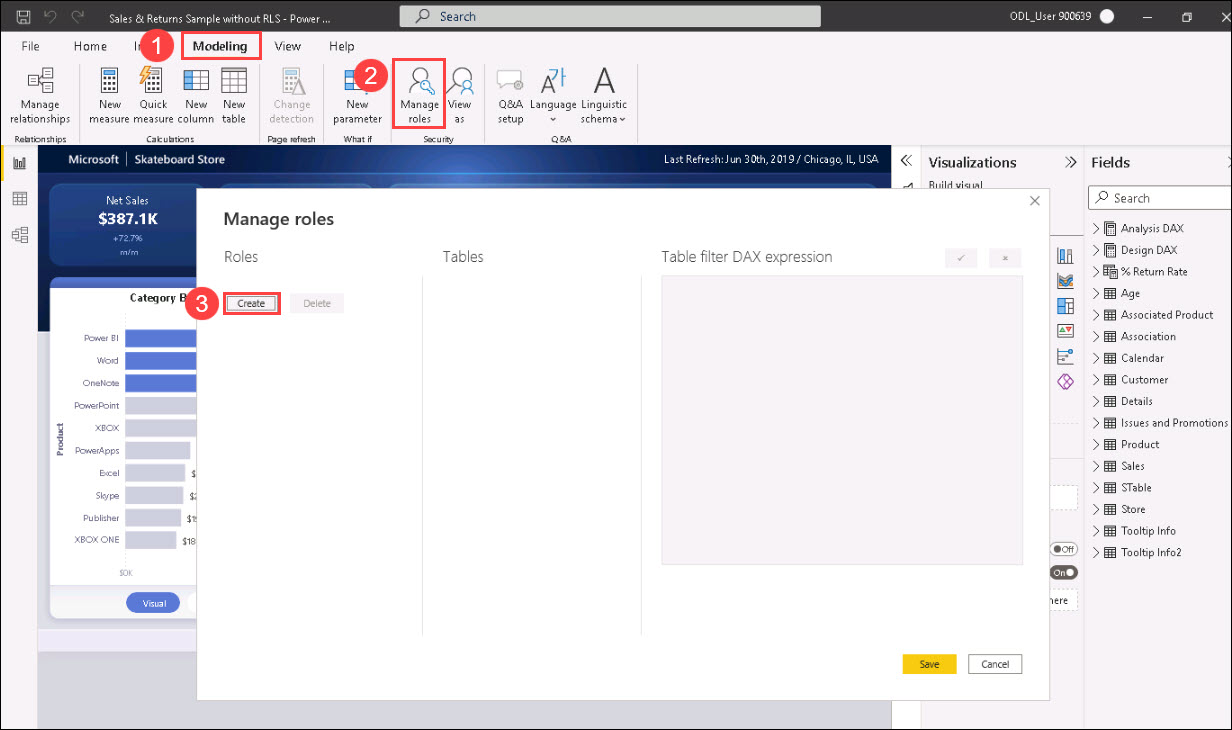 Sales & Returns Sample without RLS - Power ...
Search
ODL_User 900639
File
Home
1
Modeling
View
Help
2
Manage relationships
New measure
Quick measure
New column
New table
Change detection
New parameter
Manage roles
View as
Q&A setup
Language
Linguistic schema
Relationships
Calculations
Page refresh
What if
Security
Q&A
Microsoft
Skateboard Store
Last Refresh: Jun 30th, 2019 / Chicago, IL, USA
Net Sales
$387.1K
+72.7%
m/m
Category B
Product
Power BI
Word
OneNote
PowerPoint
XBOX
PowerApps
Excel
Skype
Publisher
XBOX ONE
$18
$0K
Visual
Manage roles
Roles
Tables
Table filter DAX expression
3
Create
Delete
Save
Cancel
Visualizations
Build visual
Off
On
here
Fields
Search
Analysis DAX
Design DAX
% Return Rate
Age
Associated Product
Association
Calendar
Customer
Details
Issues and Promotions
Product
Sales
STable
Store
Tooltip Info
Tooltip Info2